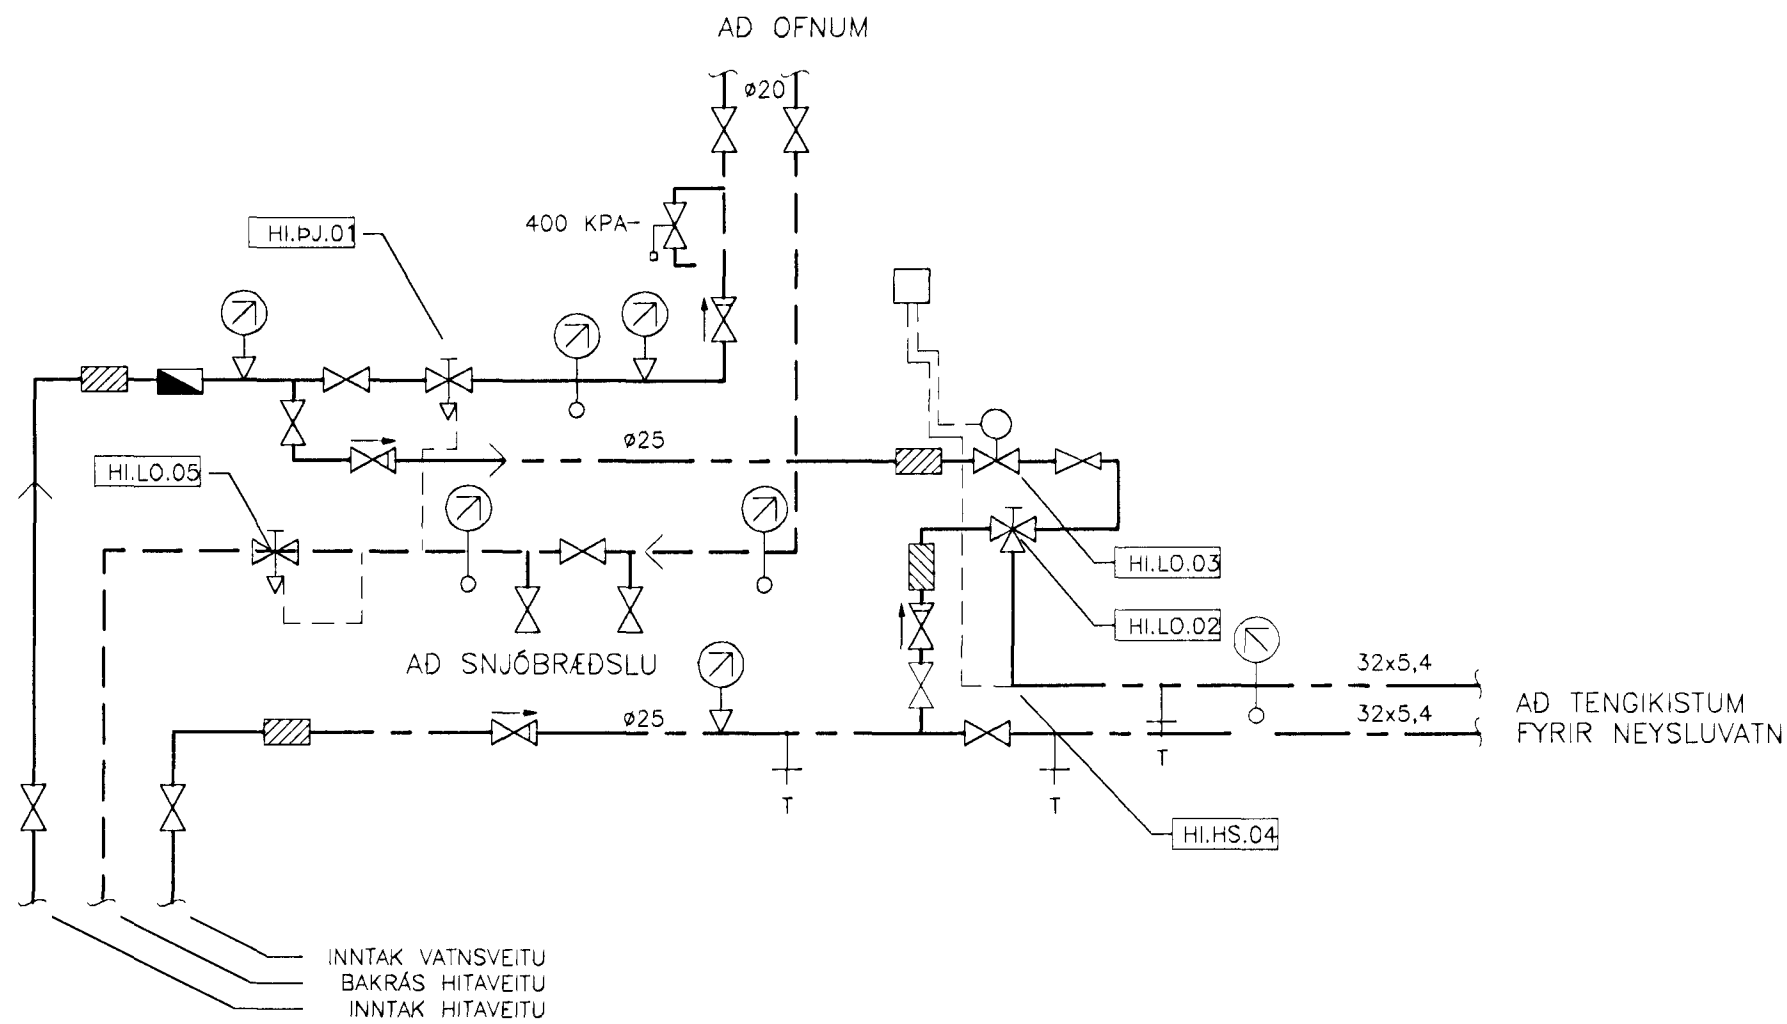 AÐ OFNUM
ø20
400 KPA
HI.ÞJ.01
ø25
HI.LO.05
HI.LO.03
HI.LO.02
AÐ SNJÓBRÆÐSLU
32x5,4
AÐ TENGIKISTUM
ø25
32x5,4
FYRIR NEYSLUVATN
T
T
T
HI.HS.04
INNTAK VATNSVEITU
BAKRÁS HITAVEITU
INNTAK HITAVEITU